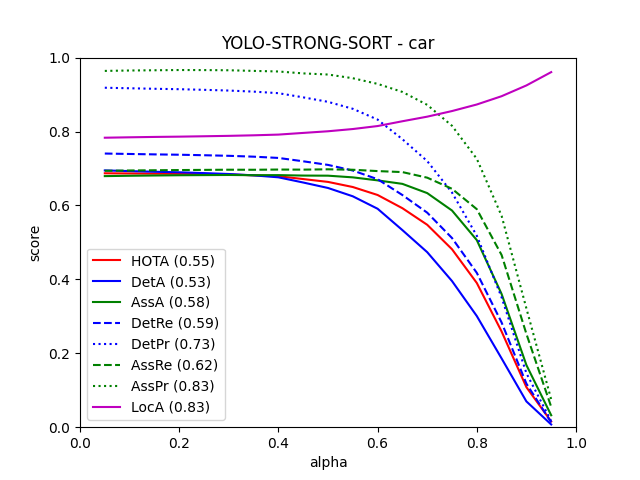 YOLO-STRONG-SORT - car
1.0
0.8
0.6
0.4
0.2
0.0
score
HOTA (0.55)
DetA (0.53)
AssA (0.58)
DetRe (0.59)
DetPr (0.73)
AssRe (0.62)
AssPr (0.83)
LocA (0.83)
0.0 0.2 0.4 0.6 0.8 1.0
alpha